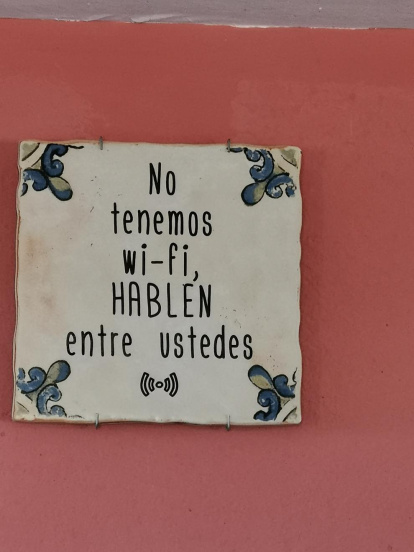 No
tenemos
wi-fi,
HABLEN
entre ustedes